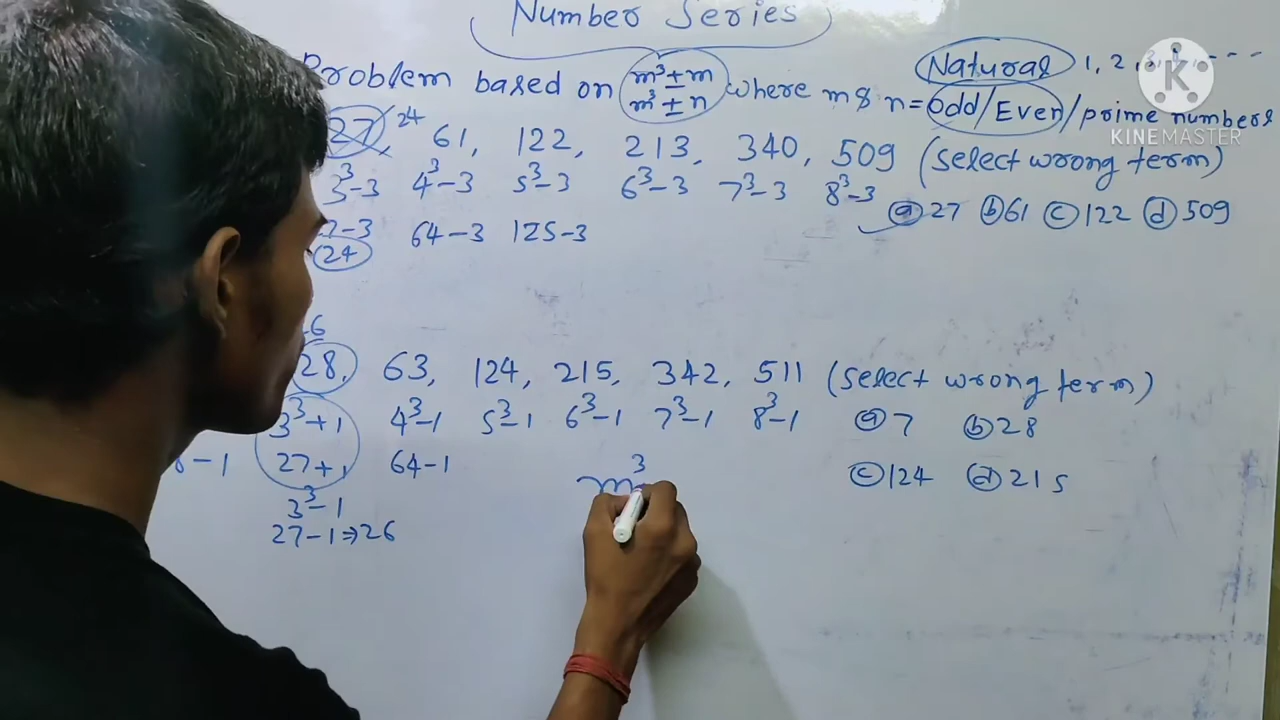 Number Series
Problem based on m³±m where m & n = Odd/Even/prime numbers
m³±n
Natural 1, 2, 3,
27, 24 61, 122, 213, 340, 509 (select wrong term)
3³-3 4³-3 5³-3 6³-3 7³-3 8³-3
ⓐ 27 ⓑ 61 ⓒ 122 ⓓ 509
-3 64-3 125-3
24
28, 63, 124, 215, 342, 511 (select wrong term)
3³+1 4³-1 5³-1 6³-1 7³-1 8³-1 ⓐ 7 ⓑ 28
8-1 27+1 64-1 ⓒ 124 ⓓ 215
3³-1
27-1⇒26
m³
K
KINEMASTER